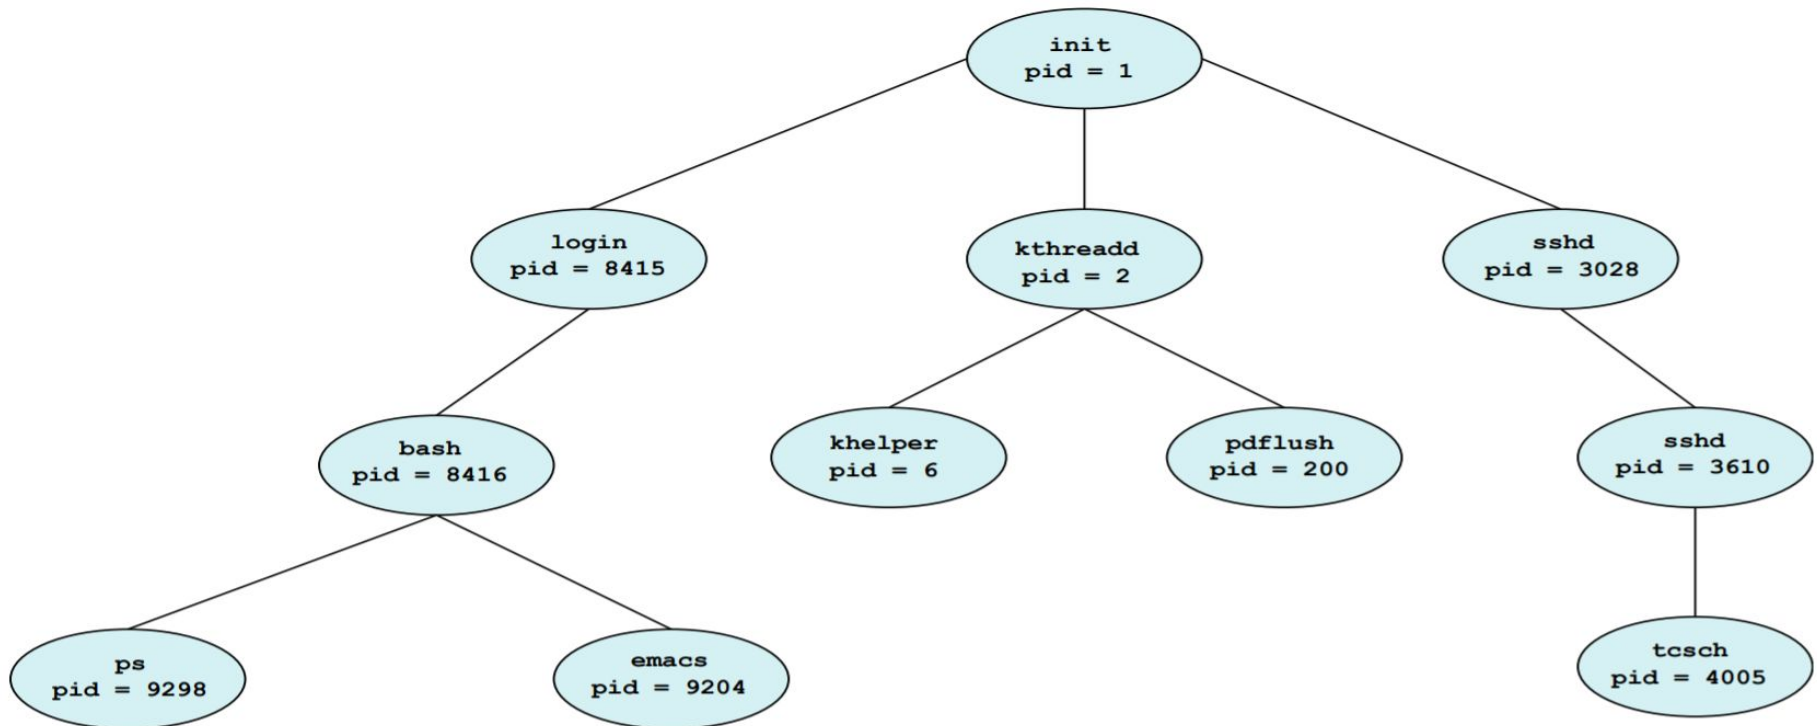 init
pid = 1
login
pid = 8415
kthreadd
pid = 2
sshd
pid = 3028
bash
pid = 8416
khelper
pid = 6
pdflush
pid = 200
sshd
pid = 3610
ps
pid = 9298
emacs
pid = 9204
tcsch
pid = 4005